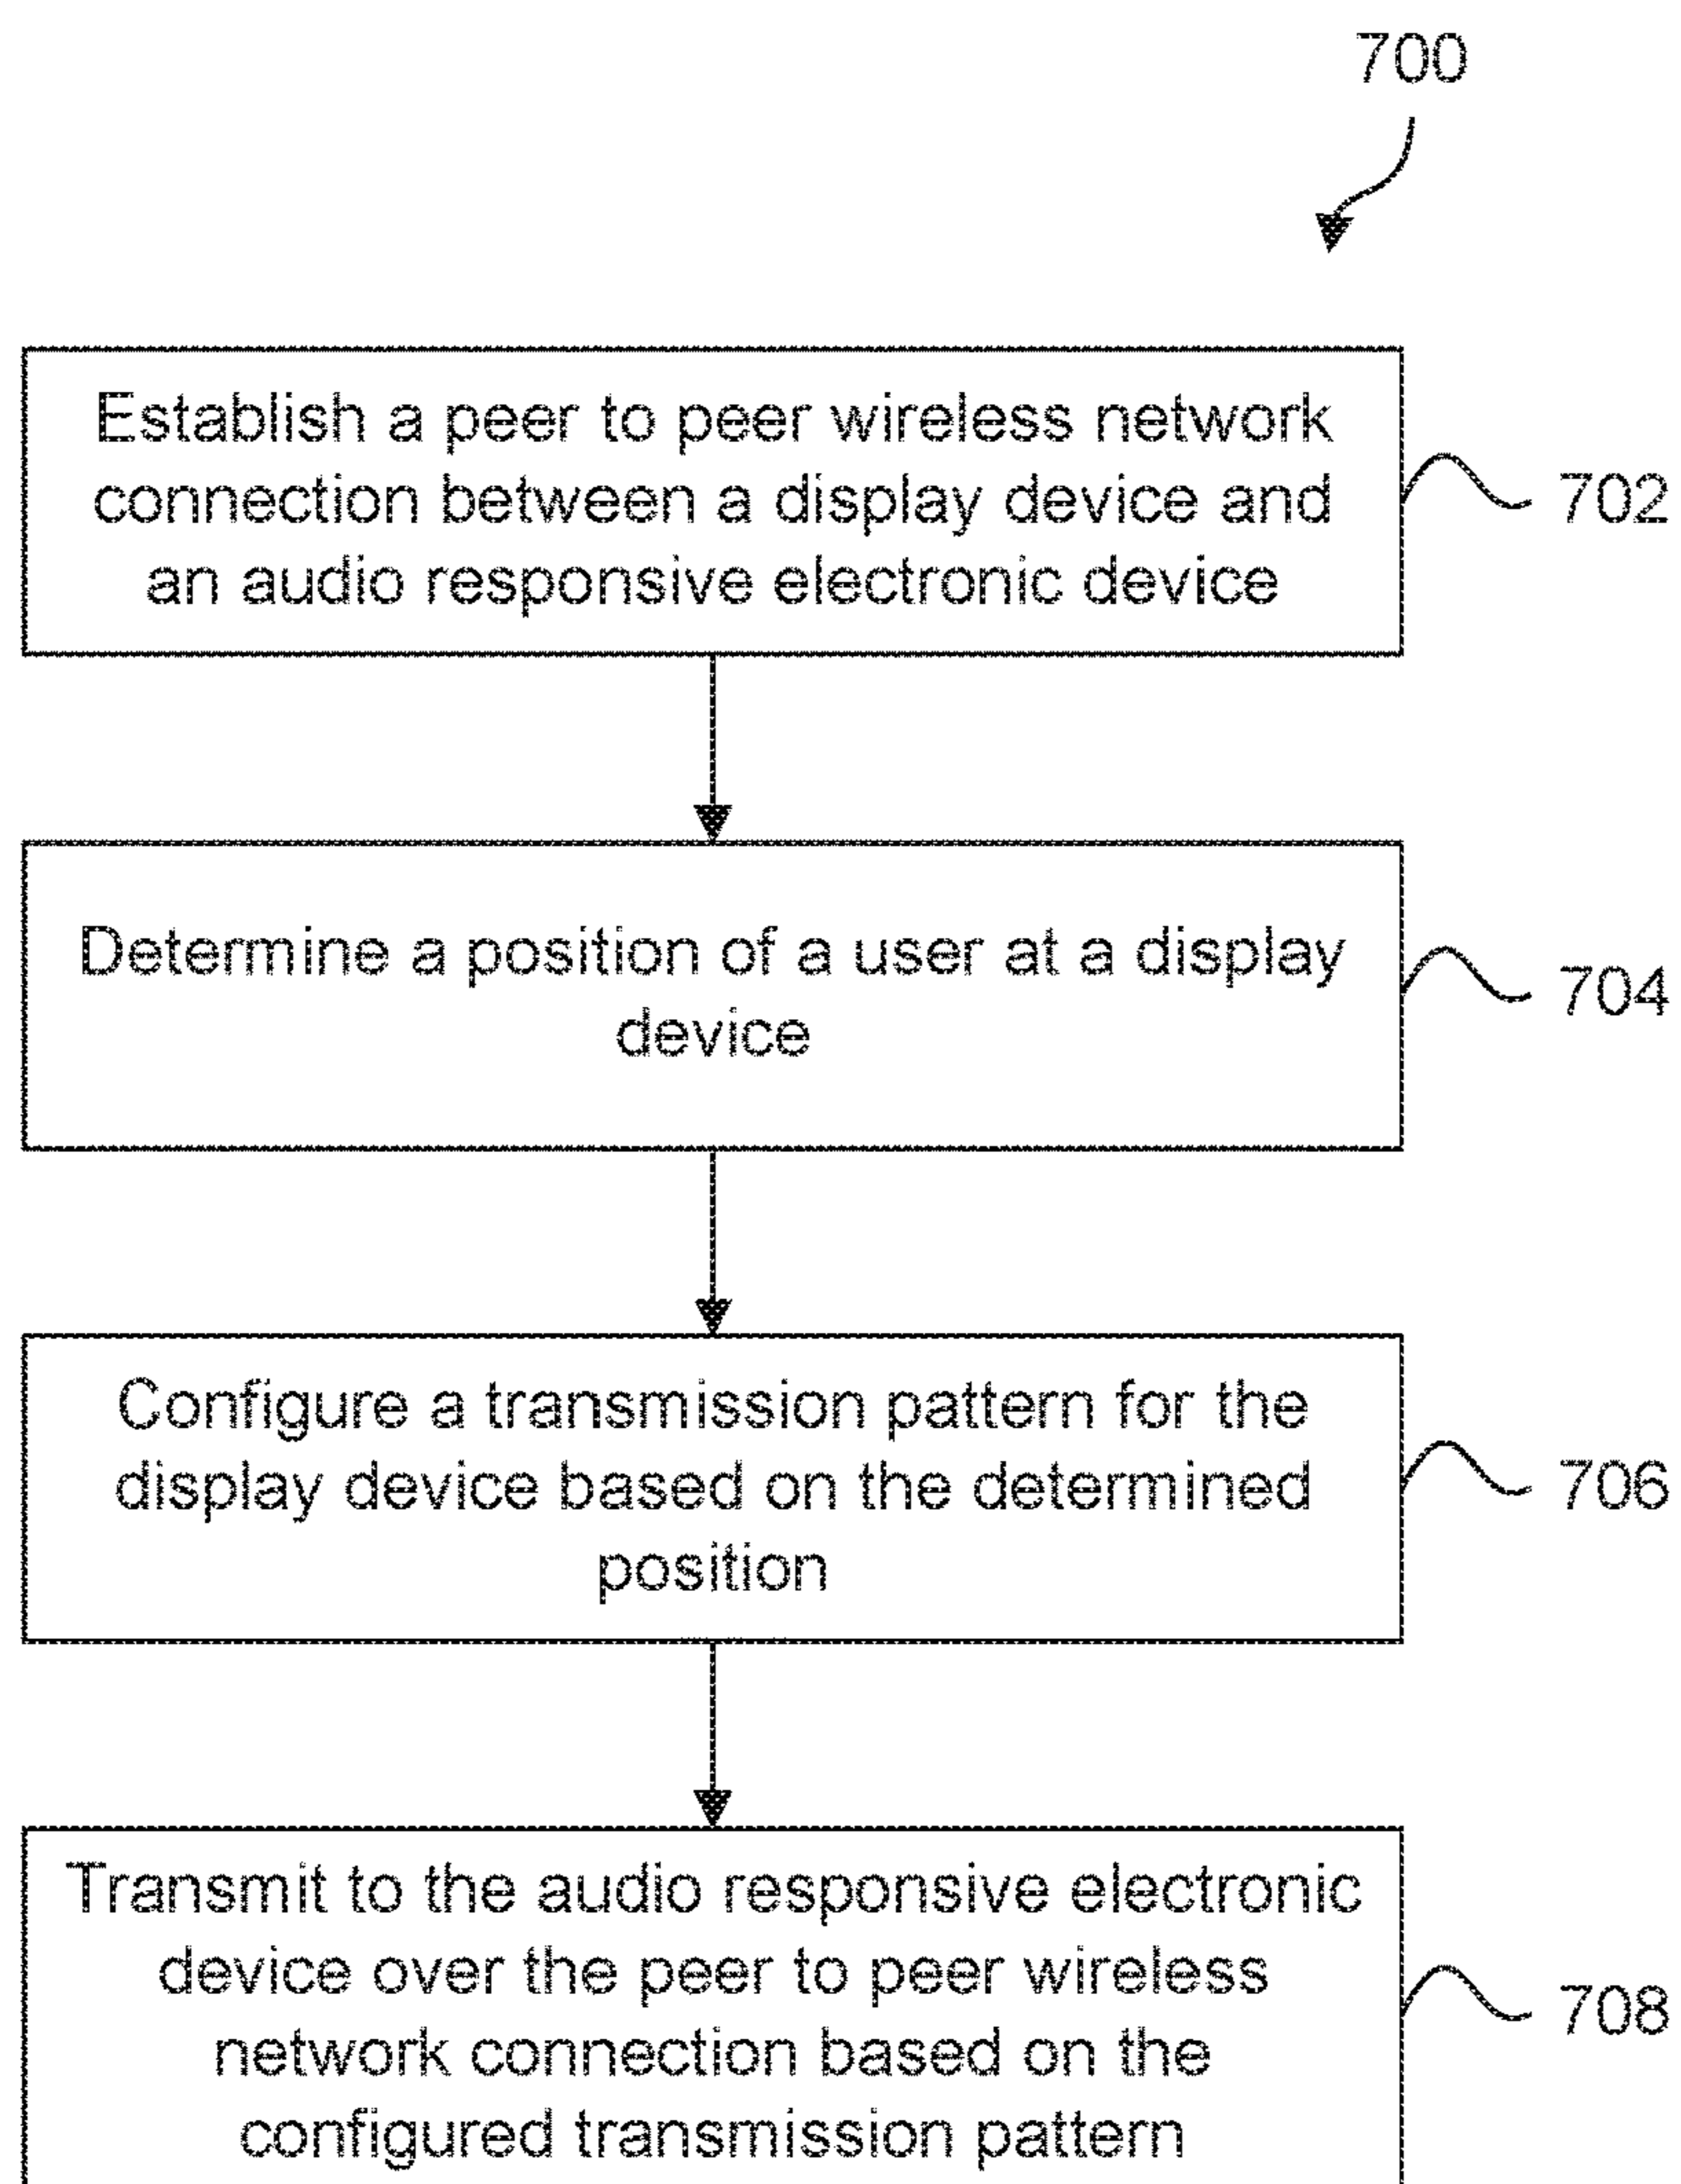 700
Establish a peer to peer wireless network
connection between a display device and
an audio responsive electronic device
702
Determine a position of a user at a display
device
704
Configure a transmission pattern for the
display device based on the determined
position
706
Transmit to the audio responsive electronic
device over the peer to peer wireless
network connection based on the
configured transmission pattern
708